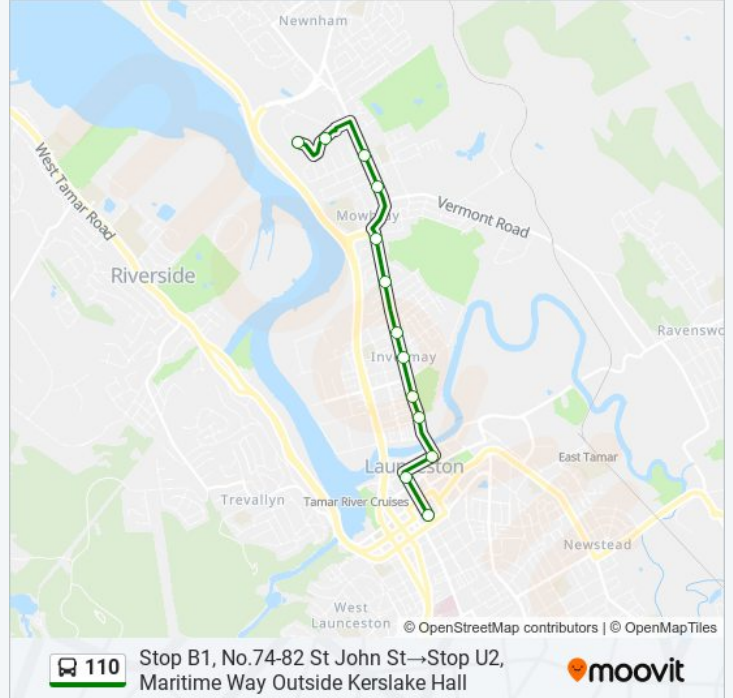 Newnham
West Tamar Road
Vermont Road
Mowbray
Riverside
Ravenswo
Invermay
Launceston
East Tamar
Trevallyn
Tamar River Cruises
Newstead
West
Launceston
© OpenStreetMap contributors | © OpenMapTiles
110
Stop B1, No.74-82 St John St→Stop U2,
Maritime Way Outside Kerslake Hall
moovit